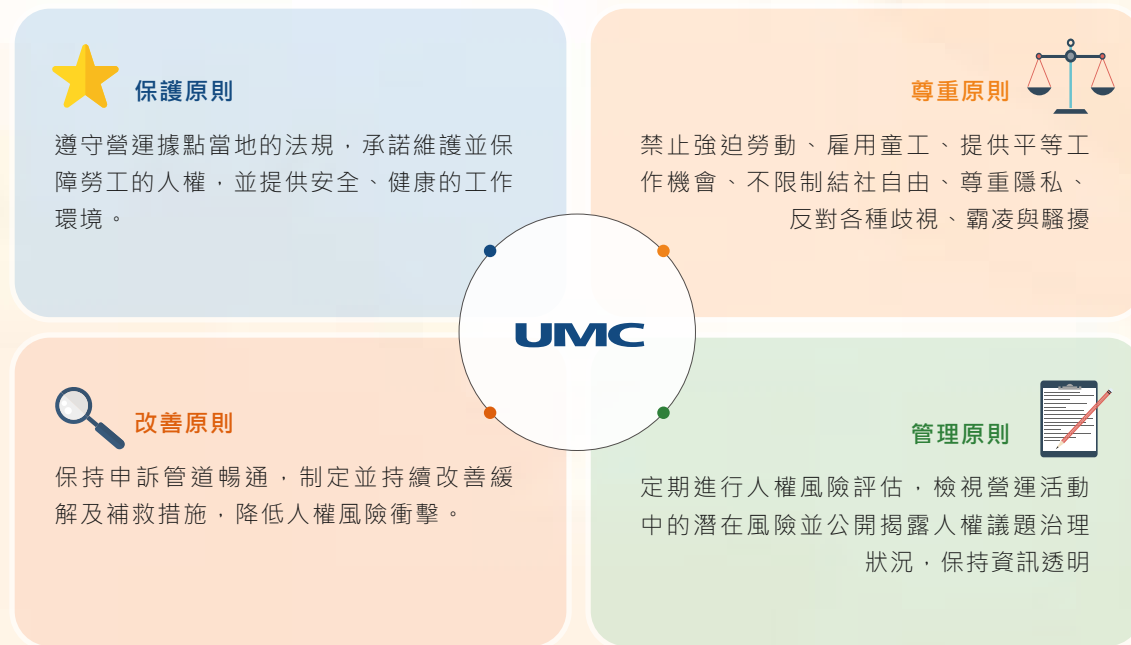 保護原則
遵守營運據點當地的法規，承諾維護並保
障勞工的人權，並提供安全、健康的工作
環境。
尊重原則
禁止強迫勞動、雇用童工、提供平等工
作機會、不限制結社自由、尊重隱私、
反對各種歧視、霸凌與騷擾
UMC
改善原則
保持申訴管道暢通，制定並持續改善緩
解及補救措施，降低人權風險衝擊。
管理原則
定期進行人權風險評估，檢視營運活動
中的潛在風險並公開揭露人權議題治理
狀況，保持資訊透明